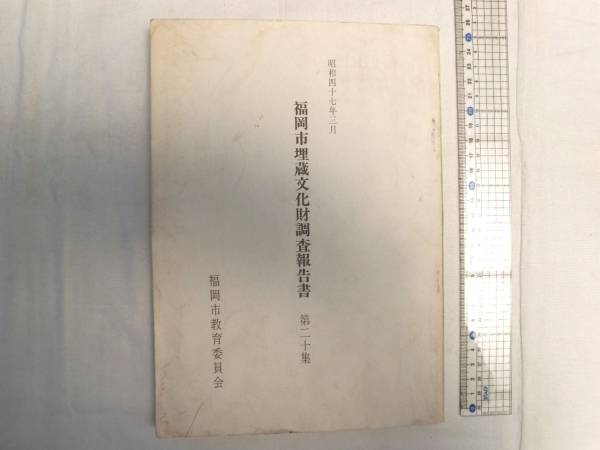 昭和四十七年三月
福岡市埋蔵文化財調査報告書 第二十集
福岡市教育委員会